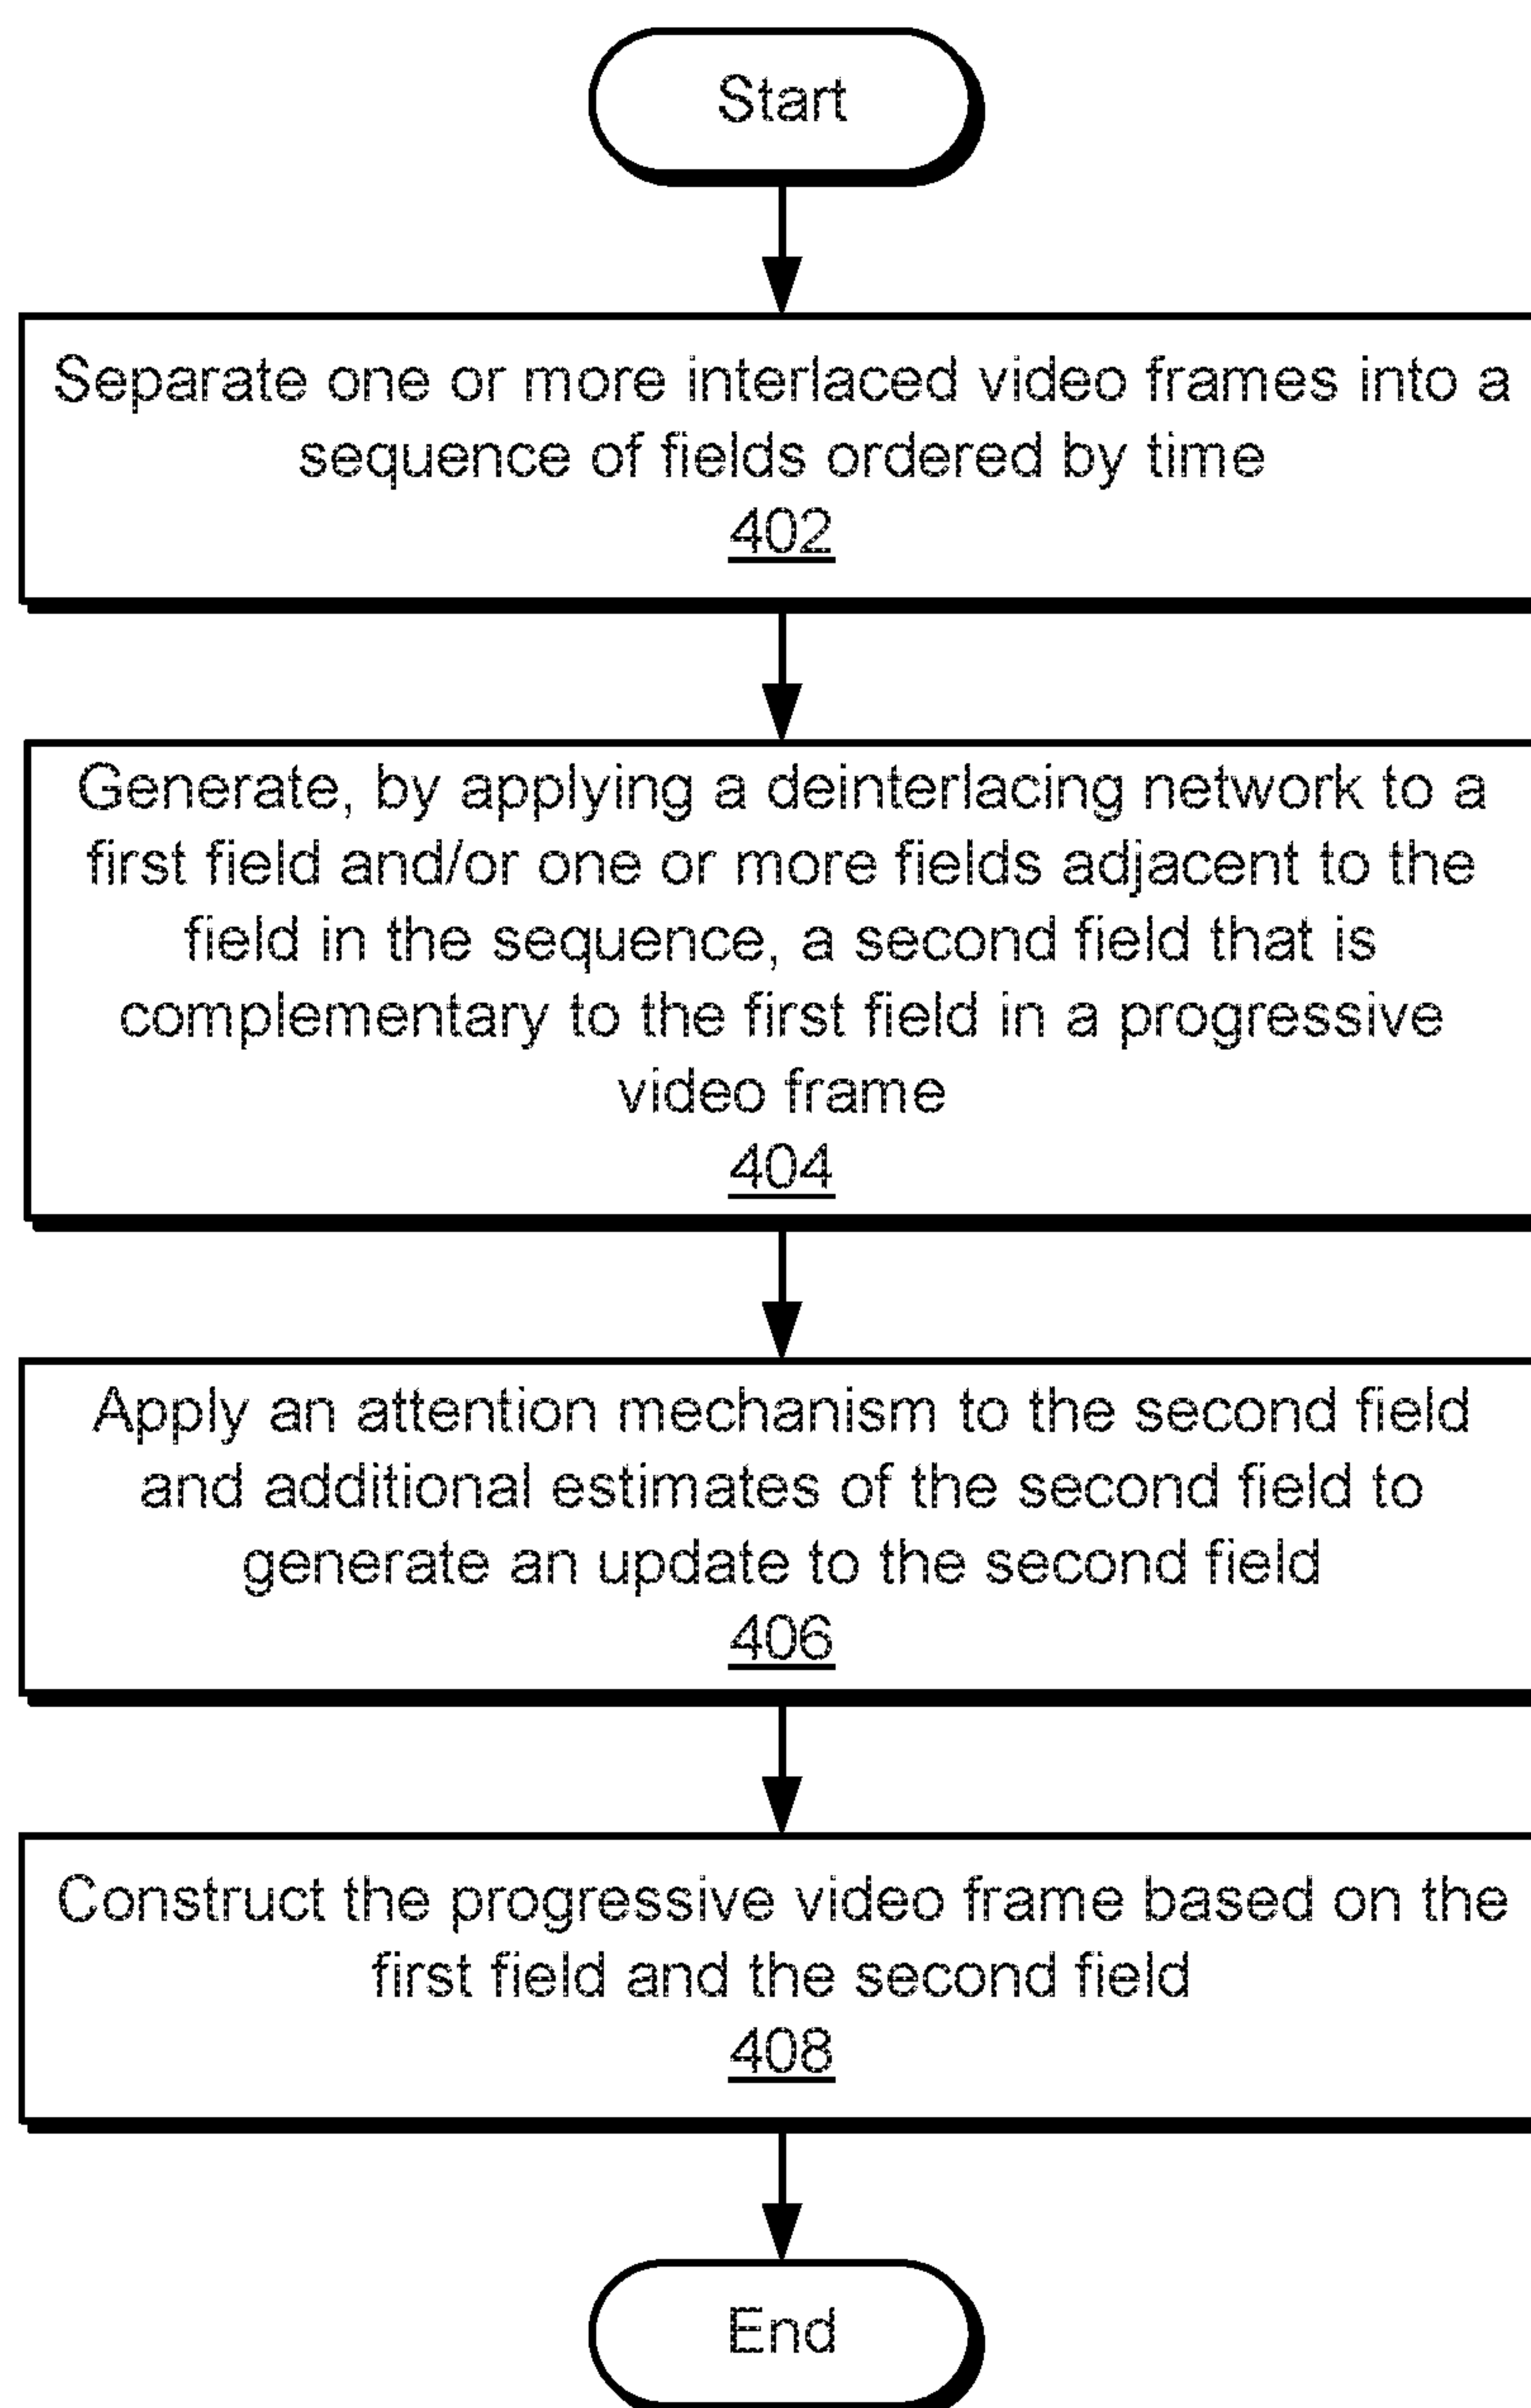 Start
Separate one or more interlaced video frames into a
sequence of fields ordered by time
402
Generate, by applying a deinterlacing network to a
first field and/or one or more fields adjacent to the
field in the sequence, a second field that is
complementary to the first field in a progressive
video frame
404
Apply an attention mechanism to the second field
and additional estimates of the second field to
generate an update to the second field
406
Construct the progressive video frame based on the
first field and the second field
408
End